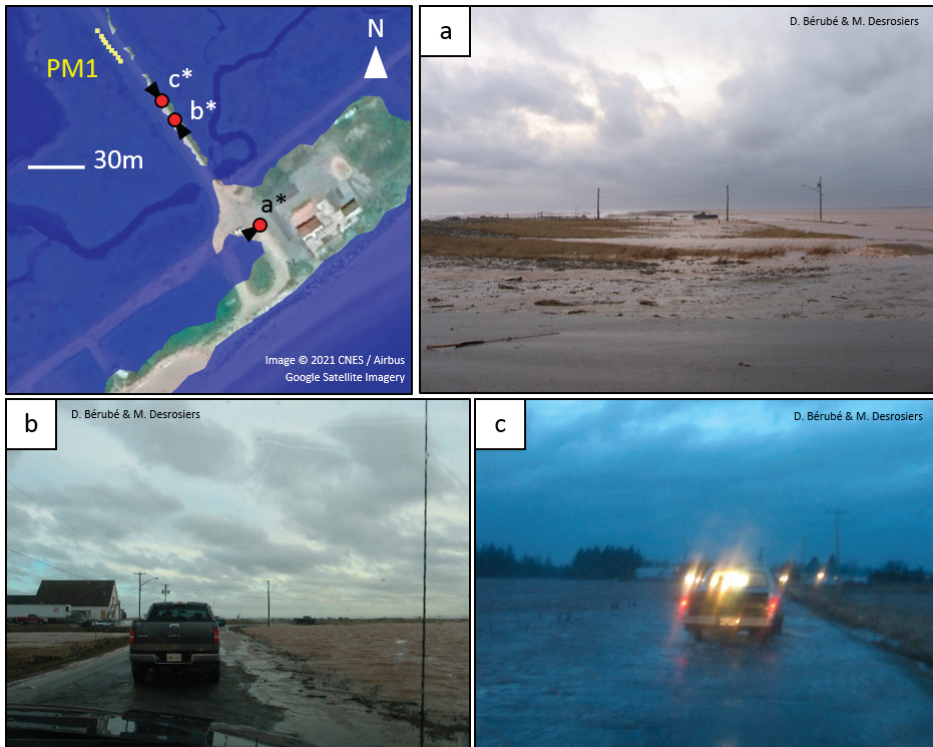 PM1
N
c*
b*
30m
a*
Image © 2021 CNES / Airbus
Google Satellite Imagery
a
D. Bérubé & M. Desrosiers
b
D. Bérubé & M. Desrosiers
c
D. Bérubé & M. Desrosiers